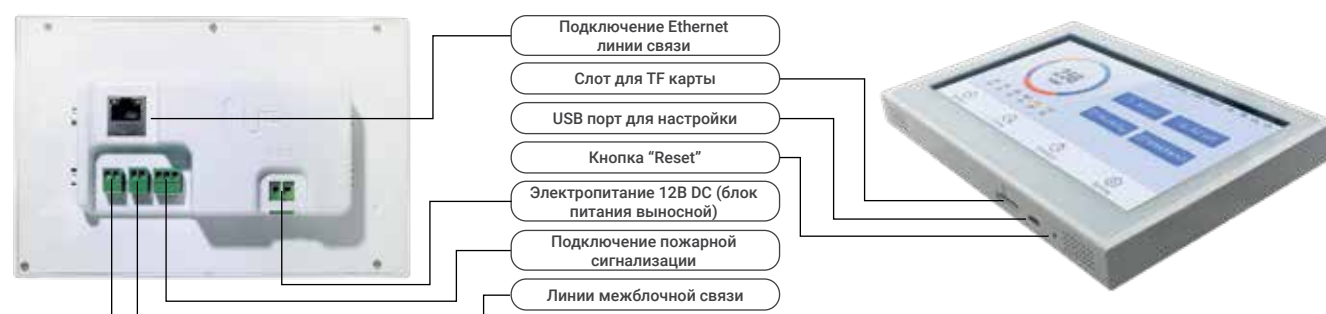 Подключение Ethernet
линии связи
Слот для TF карты
USB порт для настройки
Кнопка “Reset”
Электропитание 12В DC (блок
питания выносной)
Подключение пожарной
сигнализации
Линии межблочной связи